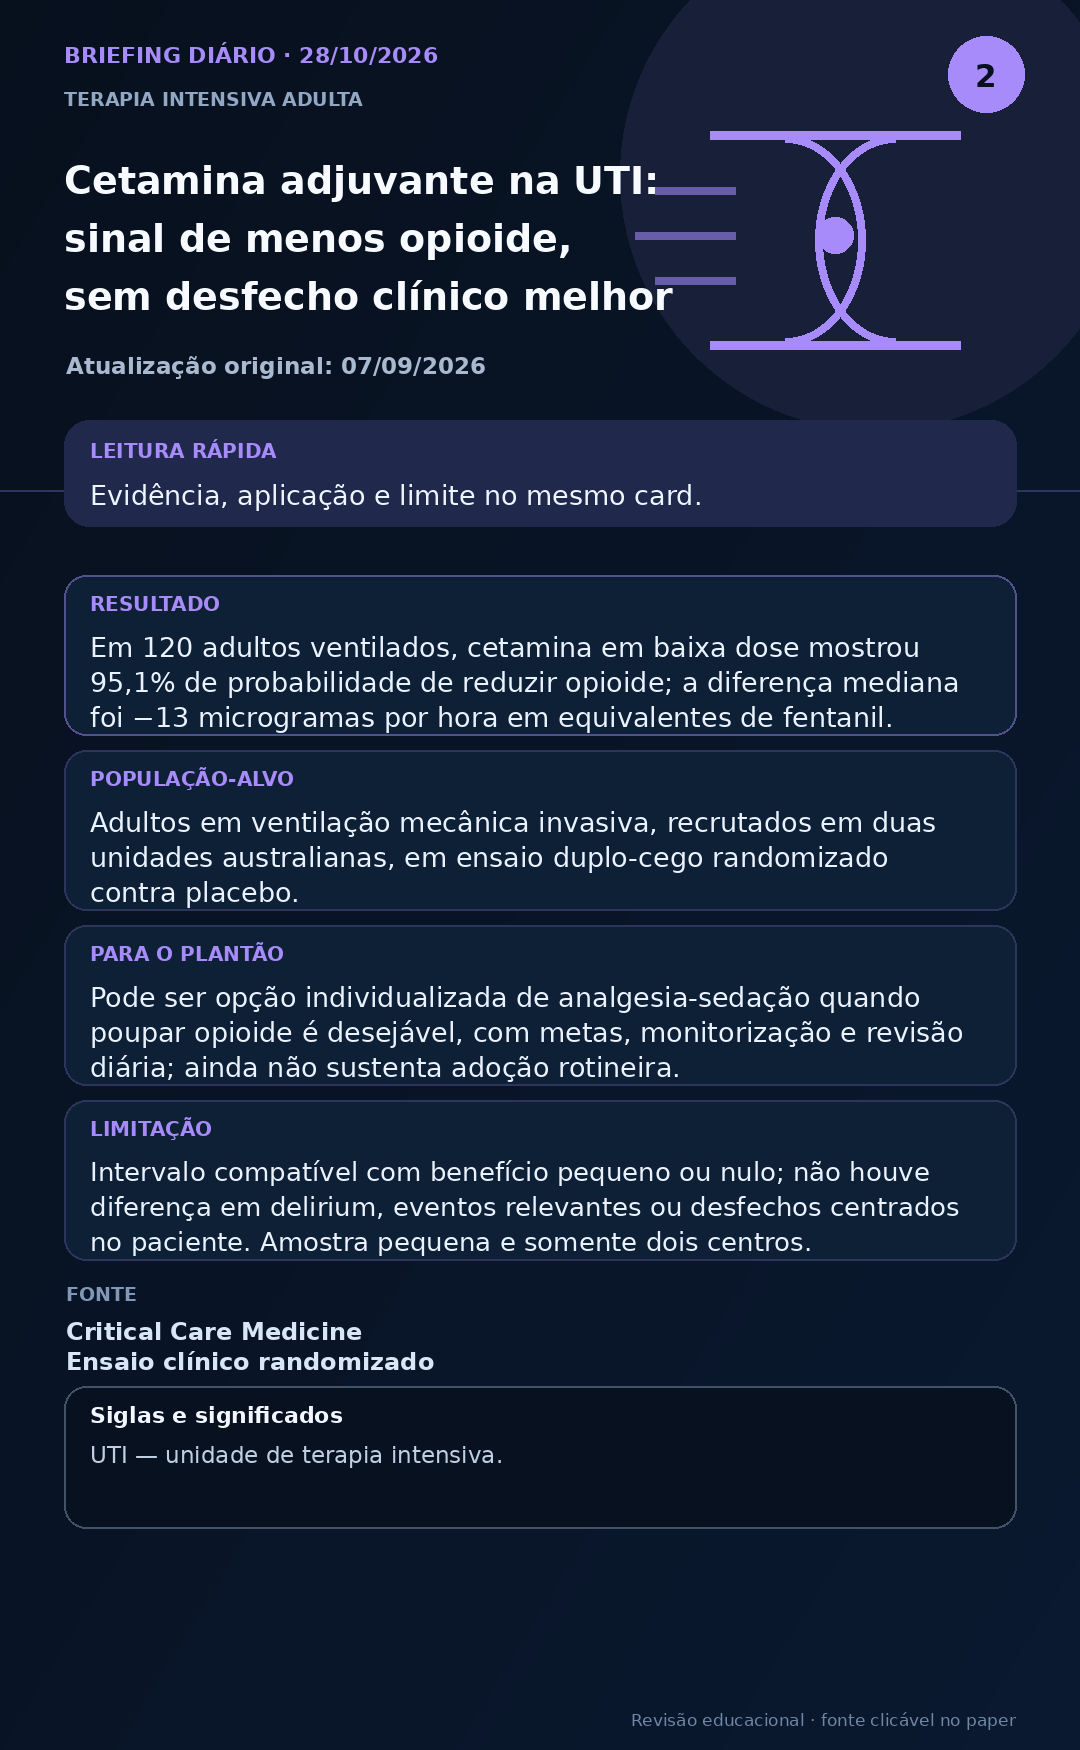 BRIEFING DIÁRIO · 28/10/2026
2
TERAPIA INTENSIVA ADULTA
Cetamina adjuvante na UTI:
sinal de menos opioide,
sem desfecho clínico melhor
Atualização original: 07/09/2026
LEITURA RÁPIDA
Evidência, aplicação e limite no mesmo card.
RESULTADO
Em 120 adultos ventilados, cetamina em baixa dose mostrou
95,1% de probabilidade de reduzir opioide; a diferença mediana
foi −13 microgramas por hora em equivalentes de fentanil.
POPULAÇÃO-ALVO
Adultos em ventilação mecânica invasiva, recrutados em duas
unidades australianas, em ensaio duplo-cego randomizado
contra placebo.
PARA O PLANTÃO
Pode ser opção individualizada de analgesia-sedação quando
poupar opioide é desejável, com metas, monitorização e revisão
diária; ainda não sustenta adoção rotineira.
LIMITAÇÃO
Intervalo compatível com benefício pequeno ou nulo; não houve
diferença em delirium, eventos relevantes ou desfechos centrados
no paciente. Amostra pequena e somente dois centros.
FONTE
Critical Care Medicine
Ensaio clínico randomizado
Siglas e significados
UTI — unidade de terapia intensiva.
Revisão educacional · fonte clicável no paper